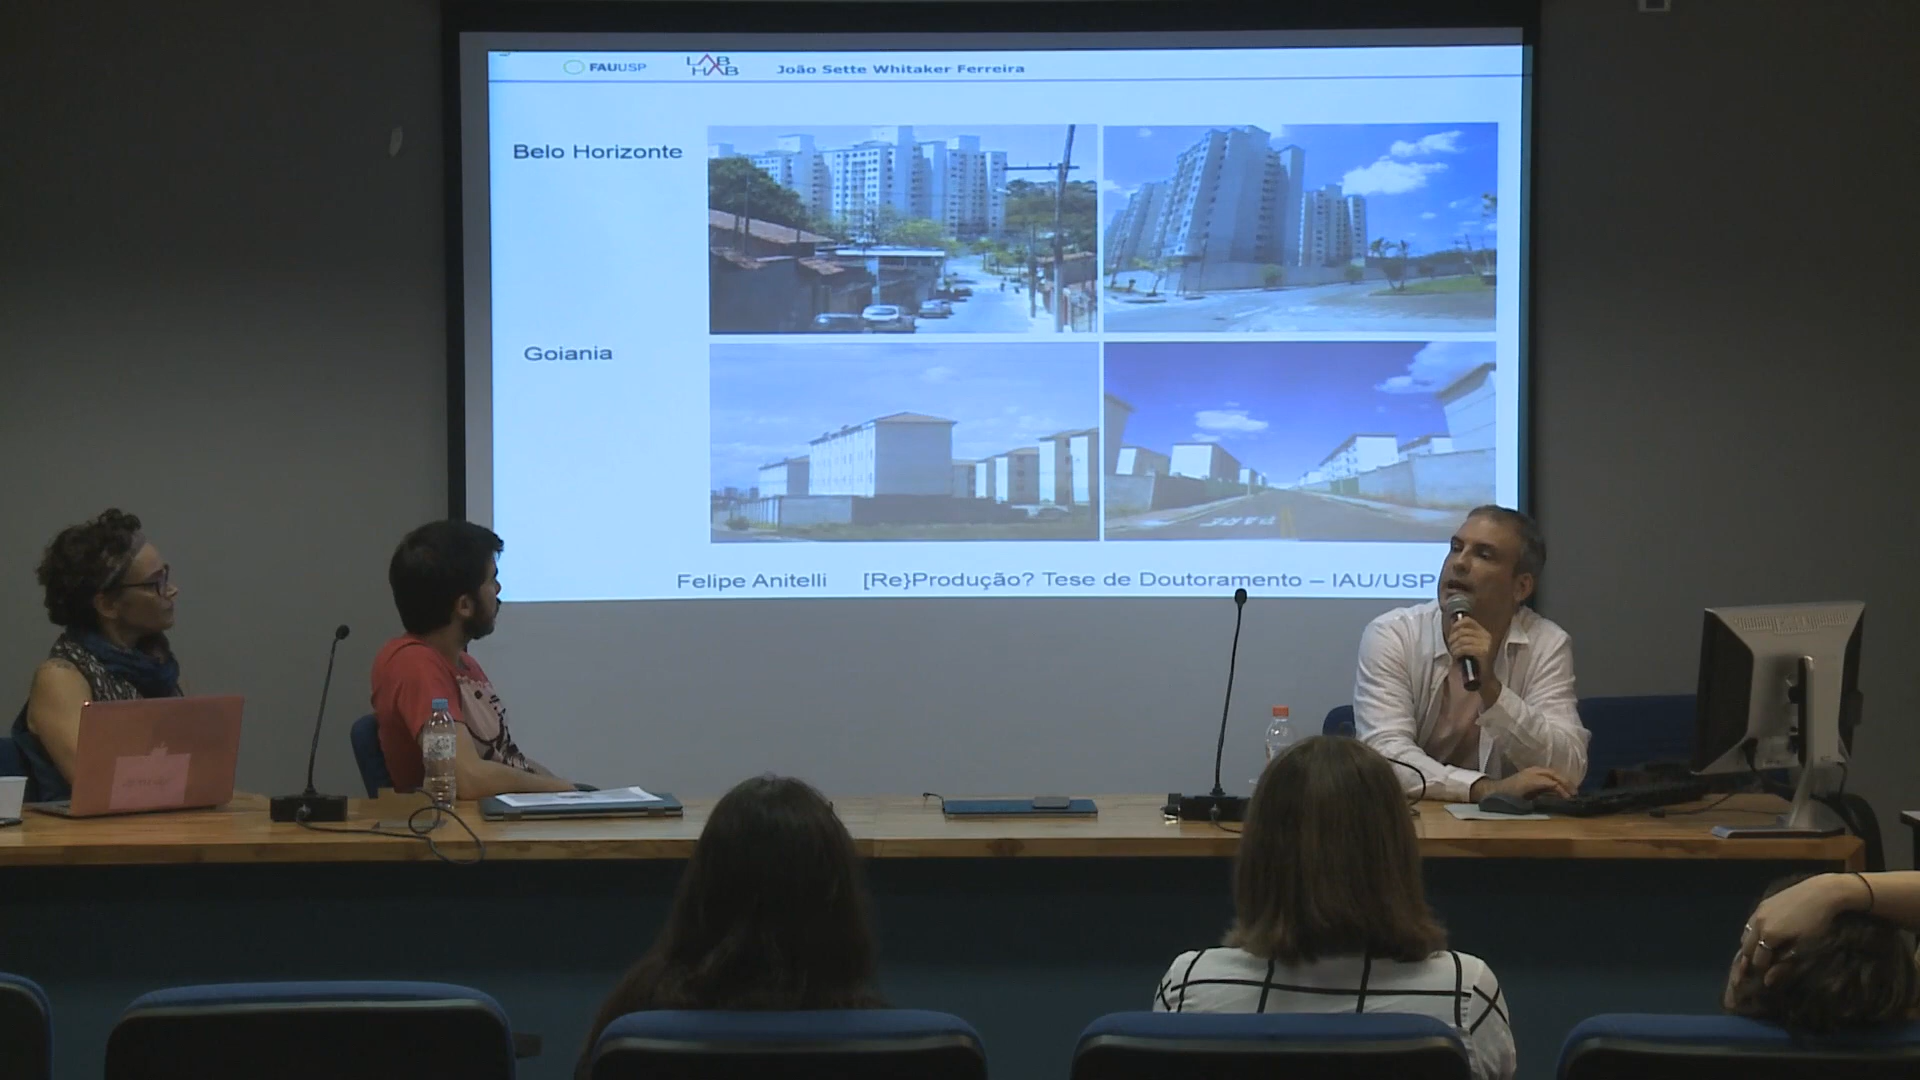 FAUUSP
LAB
HAB
João Sette Whitaker Ferreira
Belo Horizonte
Goiania
PARE
Felipe Anitelli [Re}Produção? Tese de Doutoramento – IAU/USP